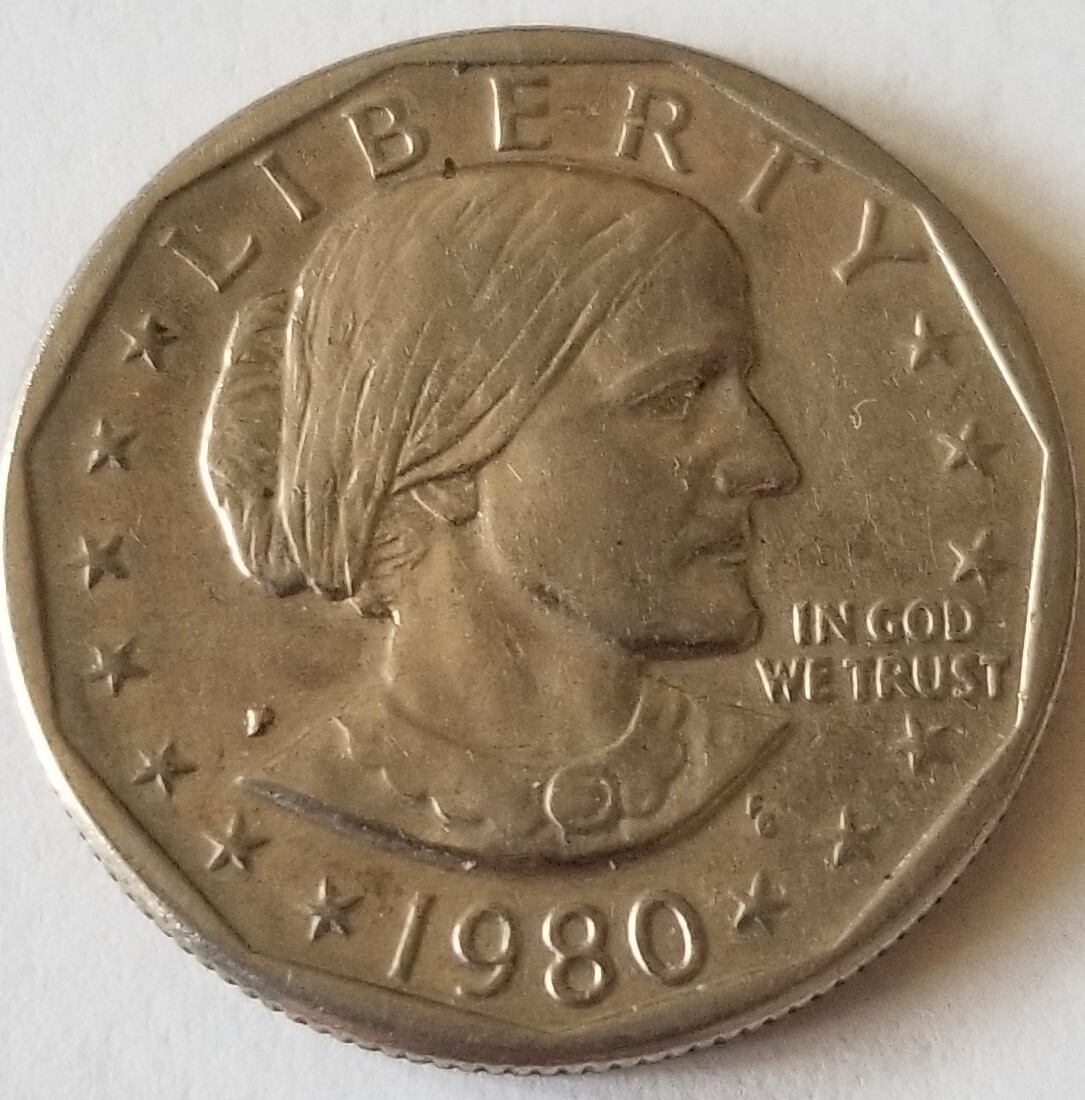 LIBERTY
IN GOD
WE TRUST
P
1980